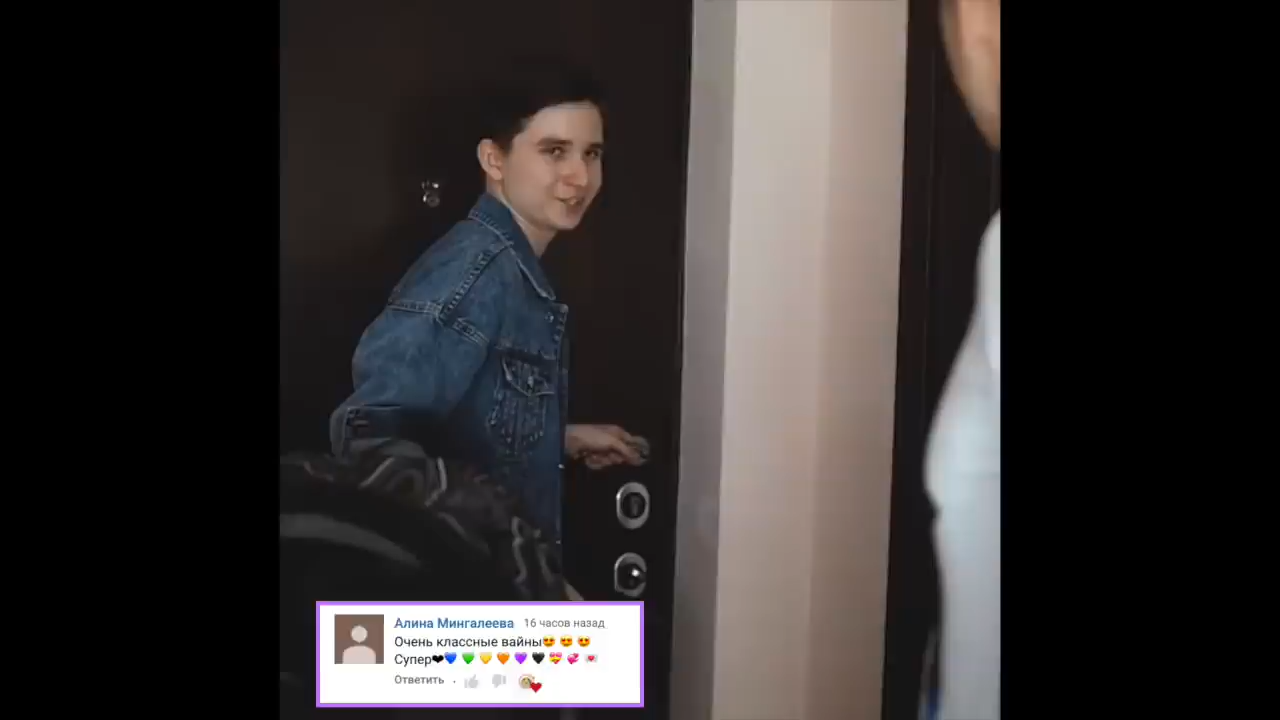 Алина Мингалеева 16 часов назад
Очень классные вайны😍 😍 😍
Супер❤💙 💚 💛 🧡 💜 🖤 💝 💞 💌
Ответить